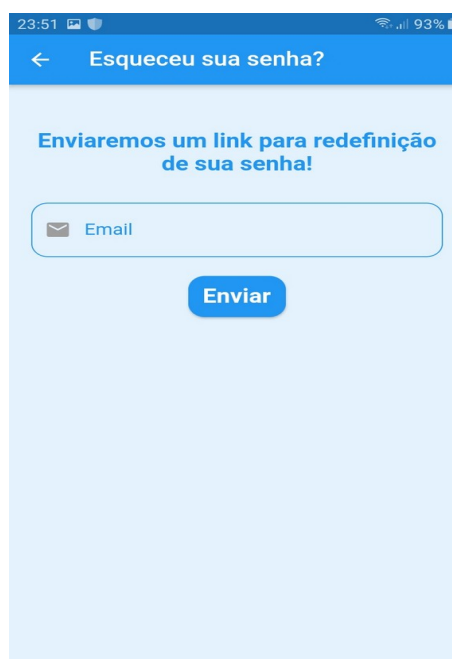 23:51 93%
Esqueceu sua senha?
Enviaremos um link para redefinição
de sua senha!
Email
Enviar